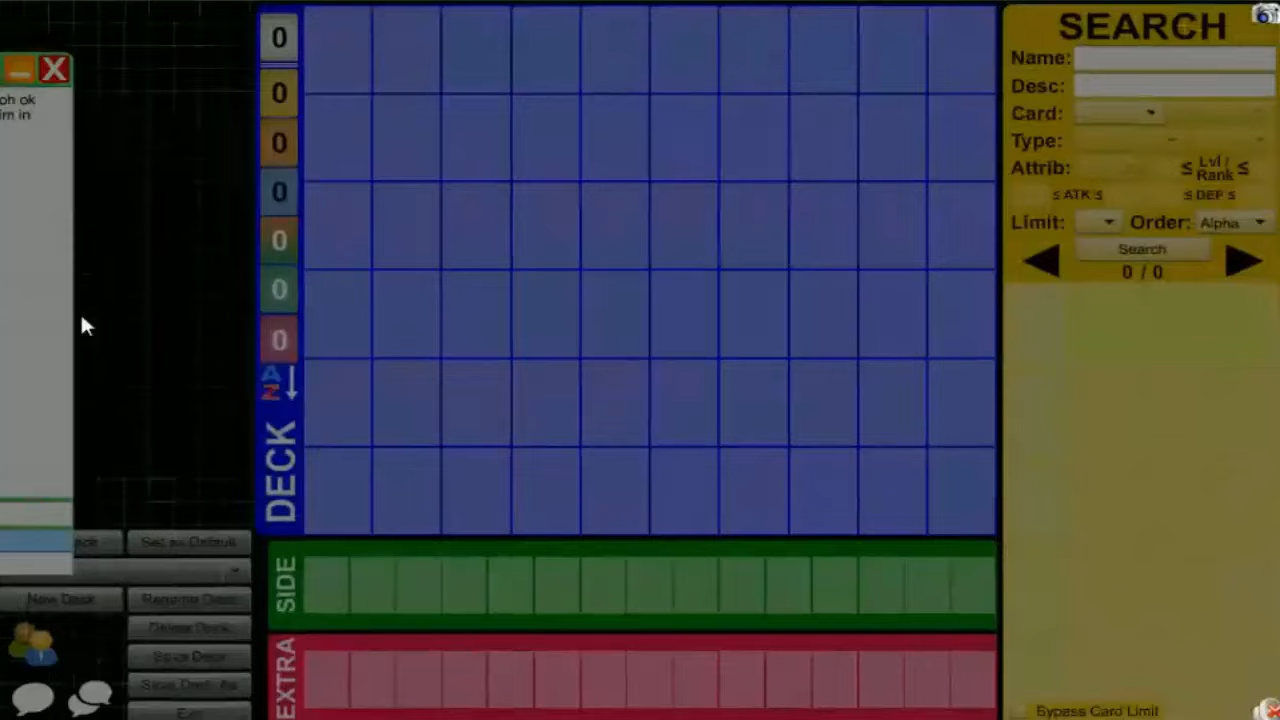 oh ok
im in
Set as Default
New Deck
Rename Deck
Delete Deck
Save Deck
Save Deck As
Exit
0
0
0
0
0
0
0
A
Z
DECK
SIDE
EXTRA
SEARCH
Name:
Desc:
Card:
Type:
Attrib: ≤ Lvl / Rank ≤
≤ ATK ≤ ≤ DEF ≤
Limit: Order: Alpha
Search
0 / 0
Bypass Card Limit